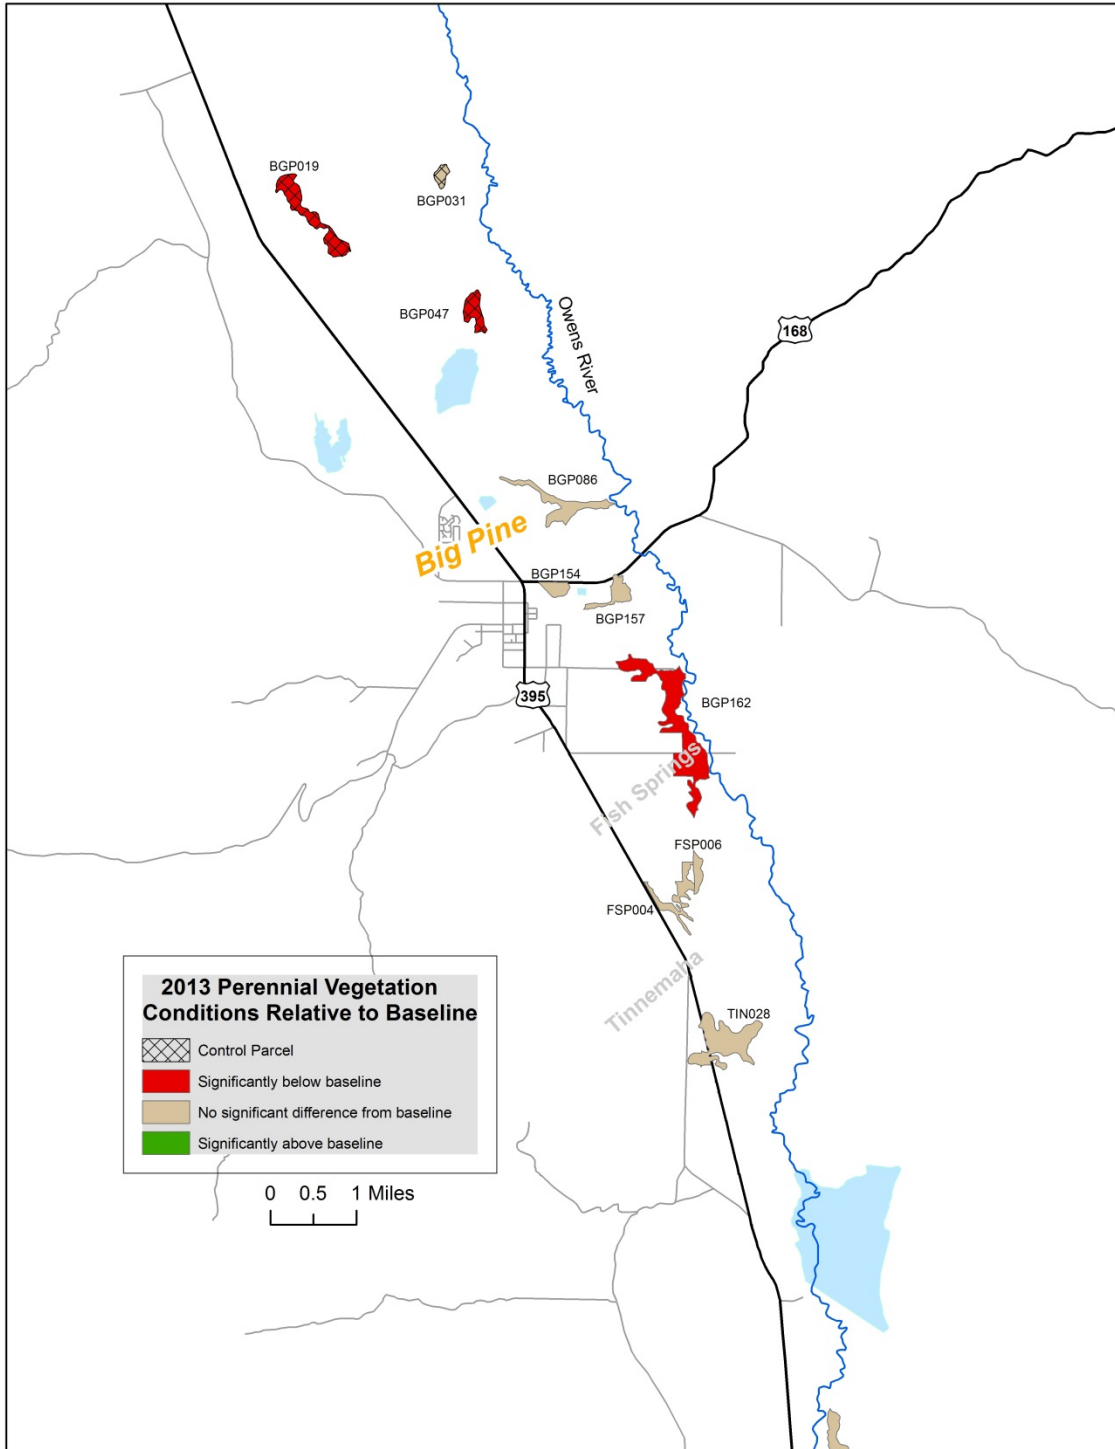 BGP019
BGP031
BGP047
Owens River
168
BGP086
Big Pine
BGP154
BGP157
395
BGP162
Fish Springs
FSP006
FSP004
Tinnemaha
TIN028
2013 Perennial Vegetation
Conditions Relative to Baseline
Control Parcel
Significantly below baseline
No significant difference from baseline
Significantly above baseline
0 0.5 1 Miles